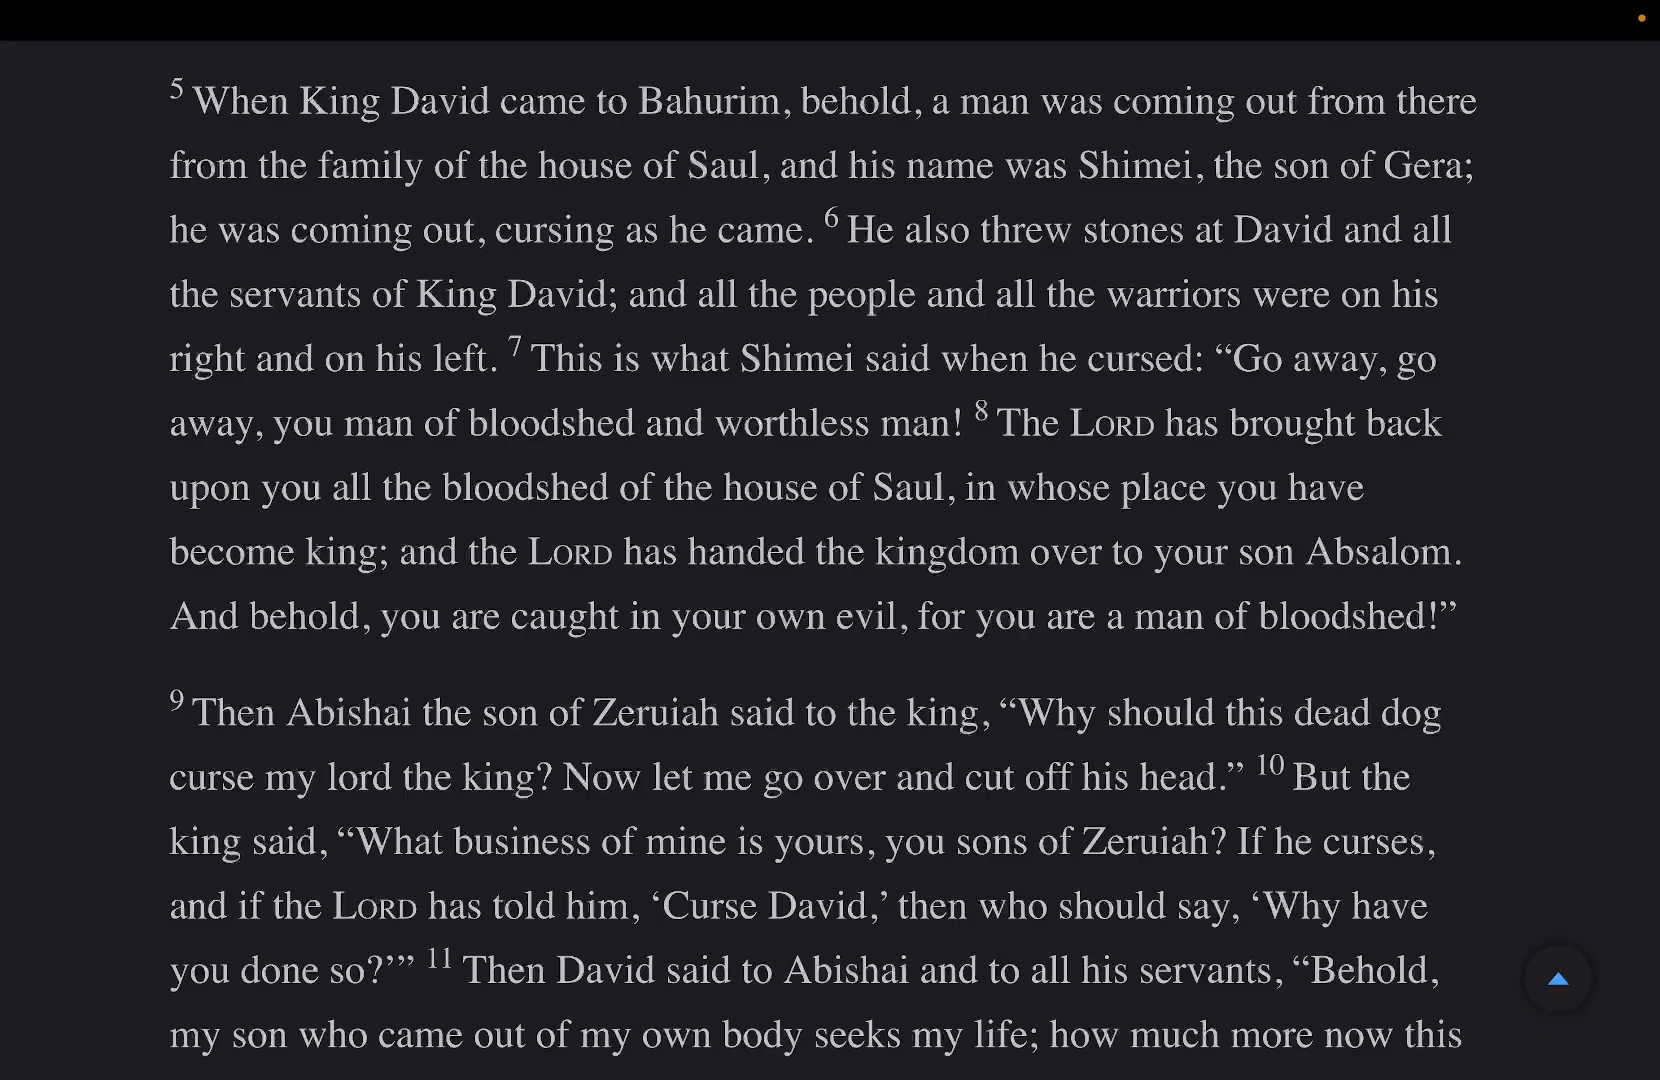 5 When King David came to Bahurim, behold, a man was coming out from there
from the family of the house of Saul, and his name was Shimei, the son of Gera;
he was coming out, cursing as he came. 6 He also threw stones at David and all
the servants of King David; and all the people and all the warriors were on his
right and on his left. 7 This is what Shimei said when he cursed: “Go away, go
away, you man of bloodshed and worthless man! 8 The LORD has brought back
upon you all the bloodshed of the house of Saul, in whose place you have
become king; and the LORD has handed the kingdom over to your son Absalom.
And behold, you are caught in your own evil, for you are a man of bloodshed!”
9 Then Abishai the son of Zeruiah said to the king, “Why should this dead dog
curse my lord the king? Now let me go over and cut off his head.” 10 But the
king said, “What business of mine is yours, you sons of Zeruiah? If he curses,
and if the LORD has told him, ‘Curse David,’ then who should say, ‘Why have
you done so?’” 11 Then David said to Abishai and to all his servants, “Behold,
my son who came out of my own body seeks my life; how much more now this